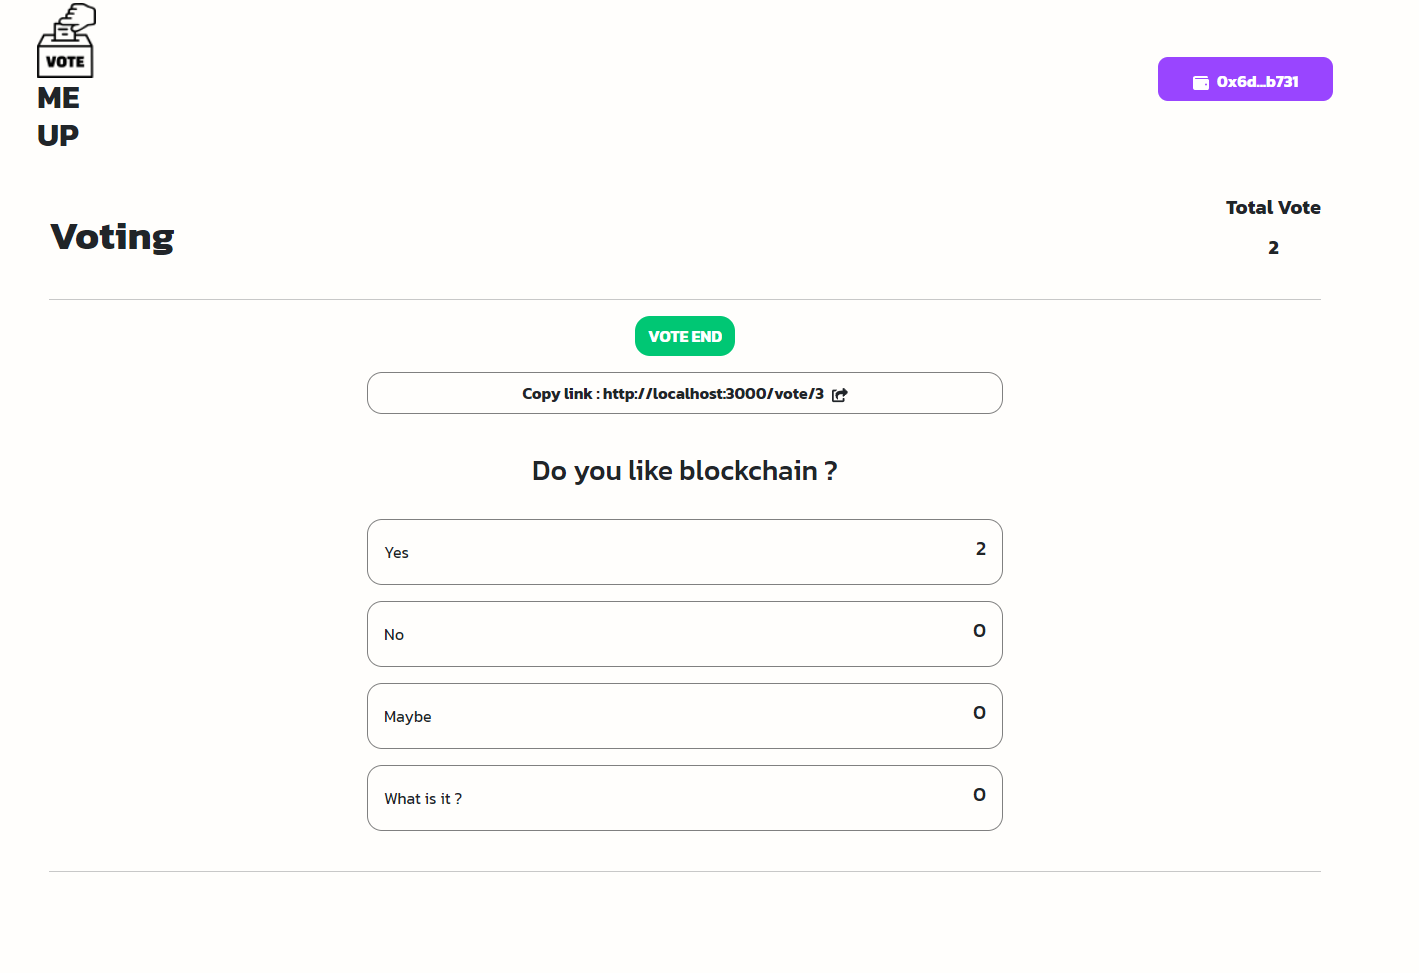 VOTE
ME
UP
0x6d...b731
Voting
Total Vote
2
VOTE END
Copy link : http://localhost:3000/vote/3
Do you like blockchain ?
Yes 2
No 0
Maybe 0
What is it ? 0